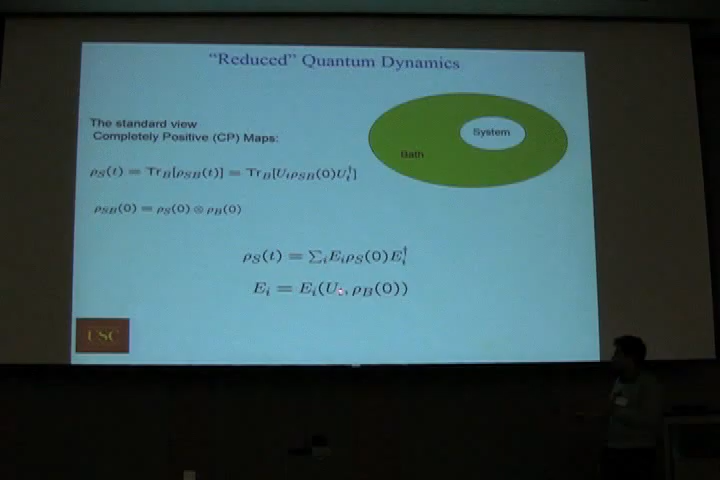 “Reduced” Quantum Dynamics
The standard view
Completely Positive (CP) Maps:
System
Bath
ρS(t) = TrB[ρSB(t)] = TrB[UtρSB(0)Ut†]
ρSB(0) = ρS(0) ⊗ ρB(0)
ρS(t) = ∑iEiρS(0)Ei†
Ei = Ei(Ut, ρB(0))
USC